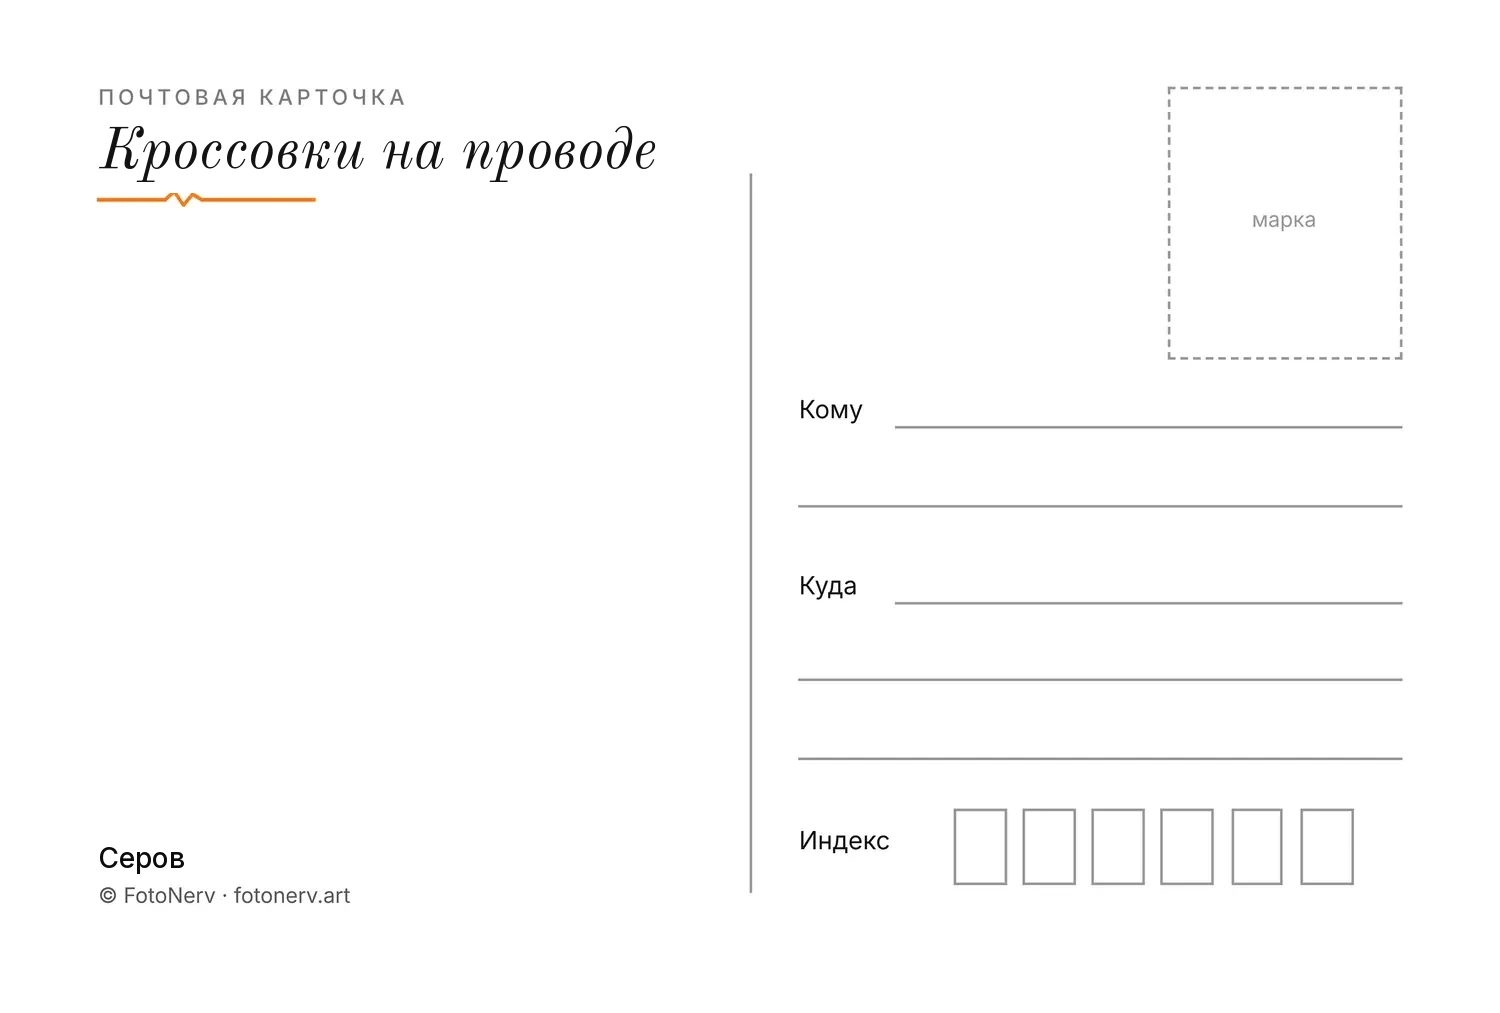 ПОЧТОВАЯ КАРТОЧКА
Кроссовки на проводе
марка
Кому
Куда
Индекс
Серов
© FotoNerv · fotonerv.art